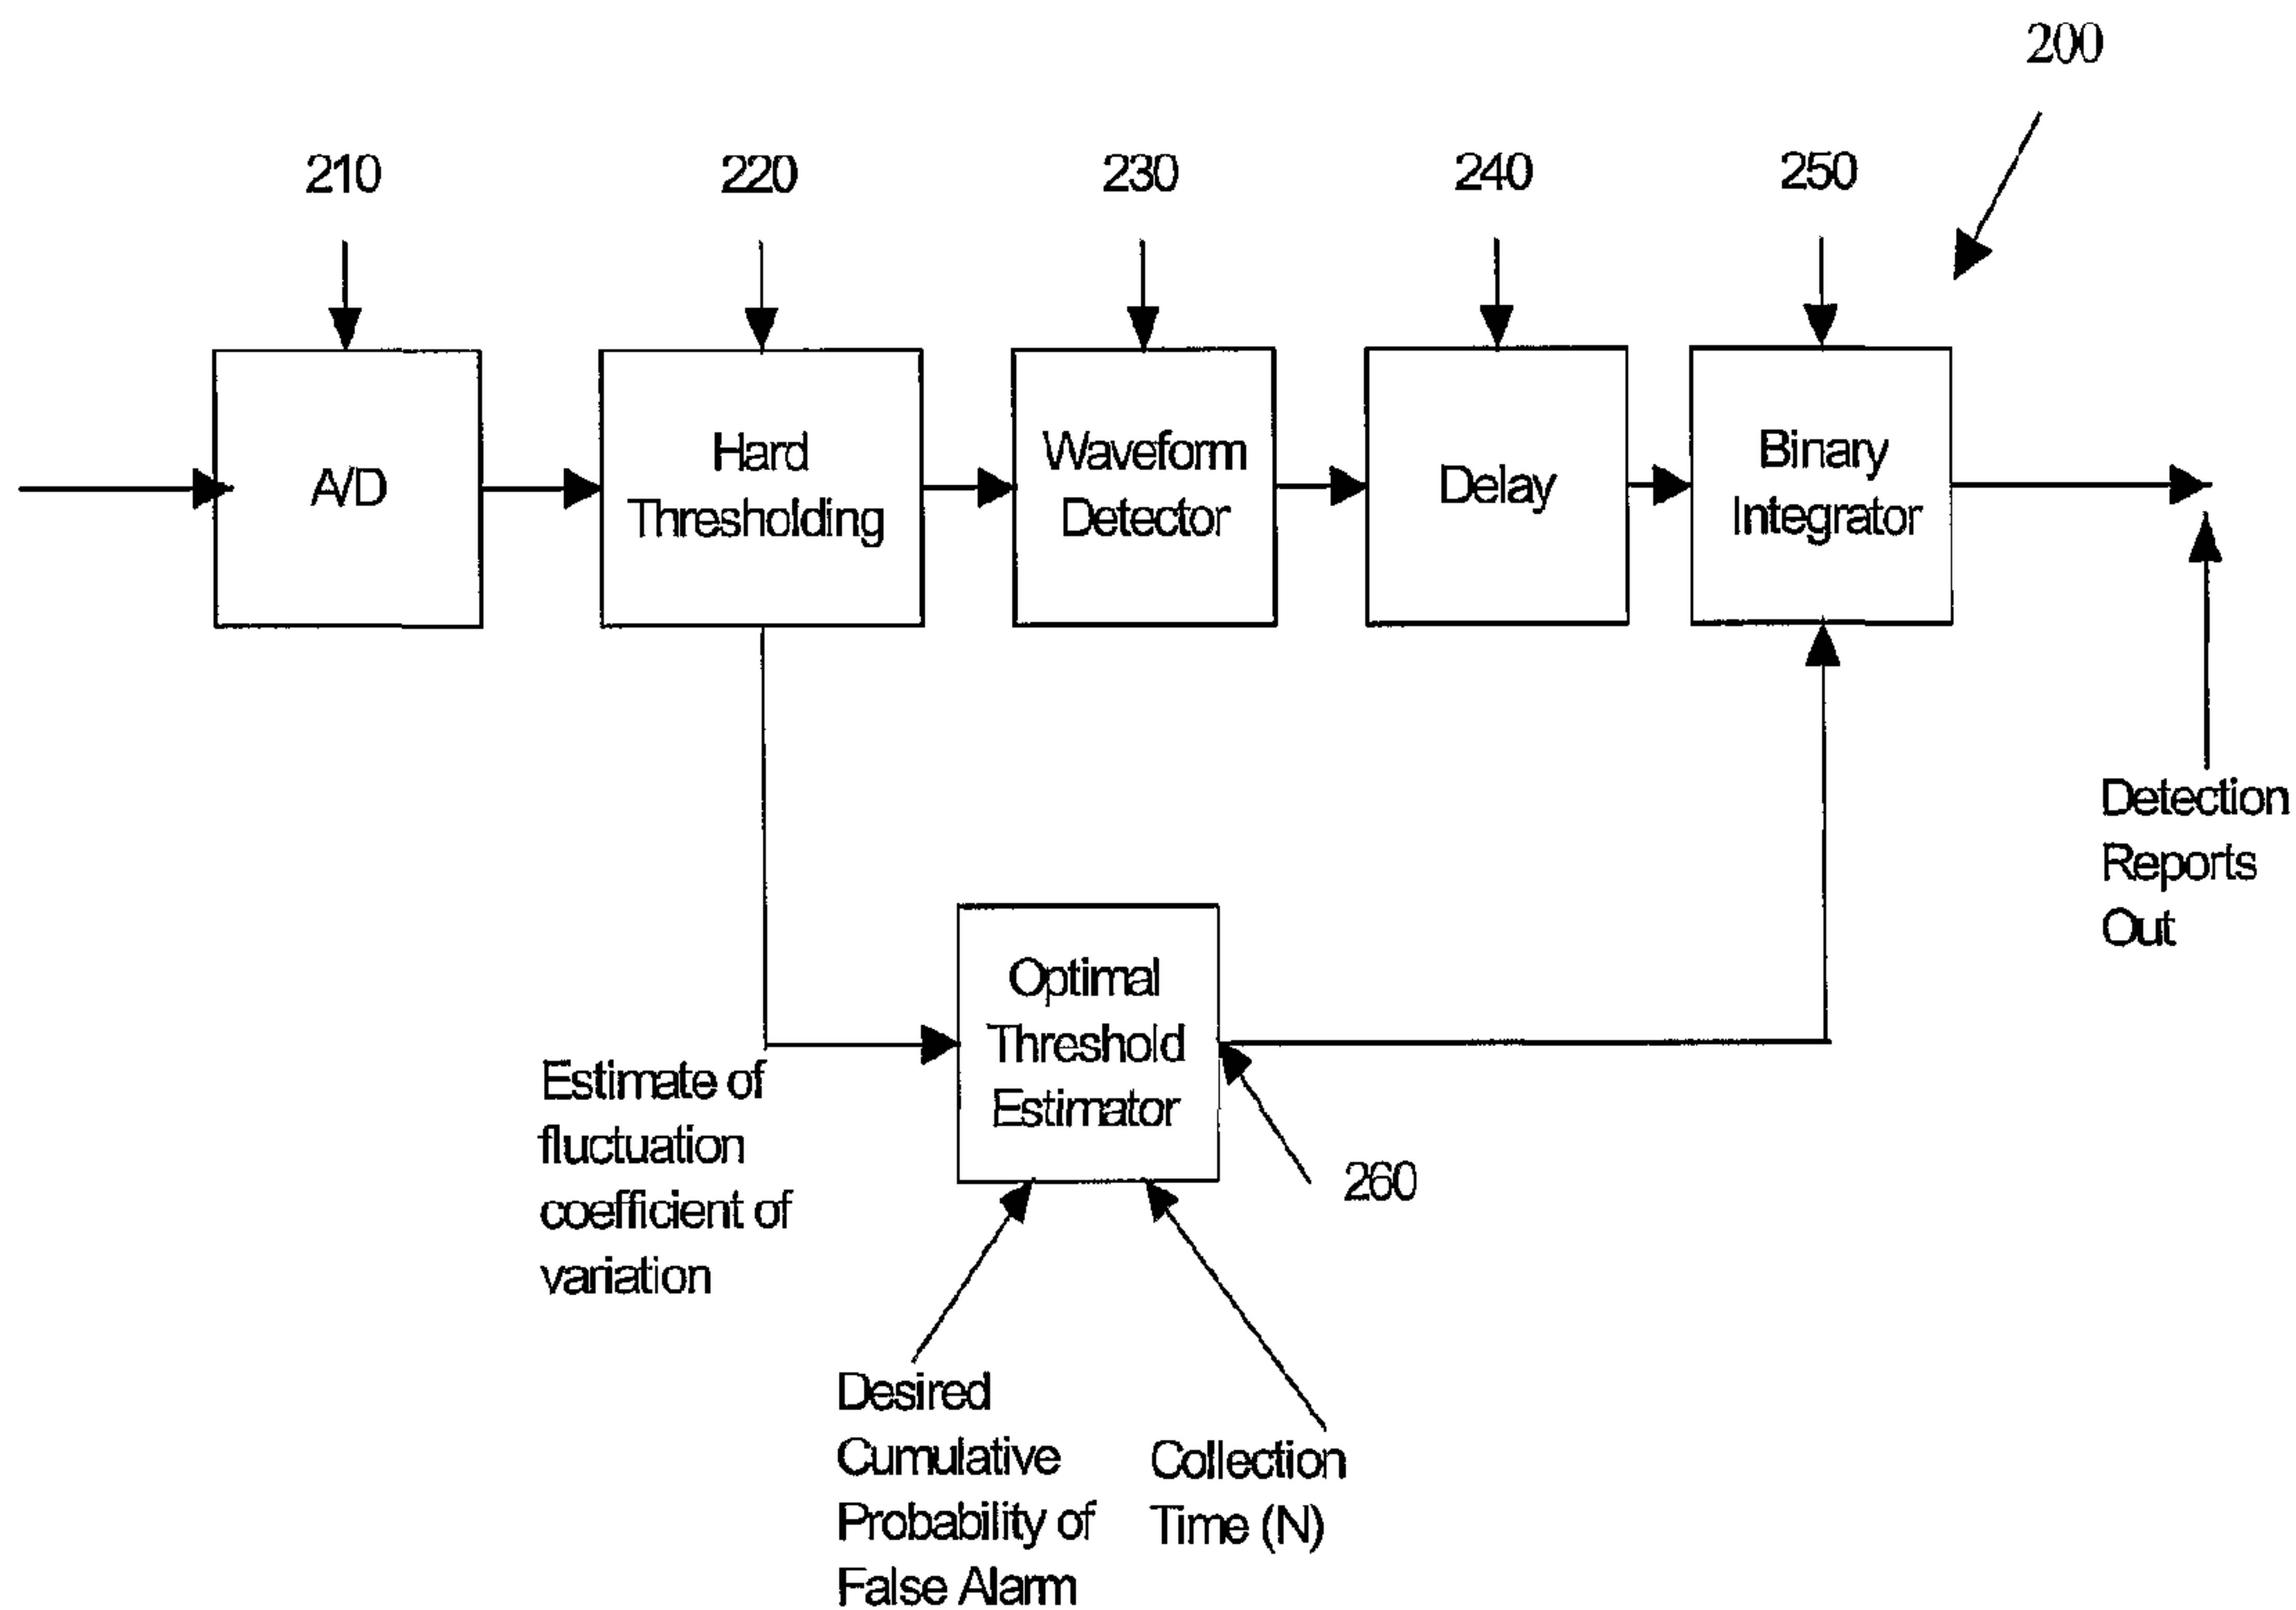 200
210
220
230
240
250
A/D
Hard
Thresholding
Waveform
Detector
Delay
Binary
Integrator
Detection
Reports
Out
Optimal
Threshold
Estimator
260
Estimate of
fluctuation
coefficient of
variation
Desired
Cumulative
Probability of
False Alarm
Collection
Time (N)